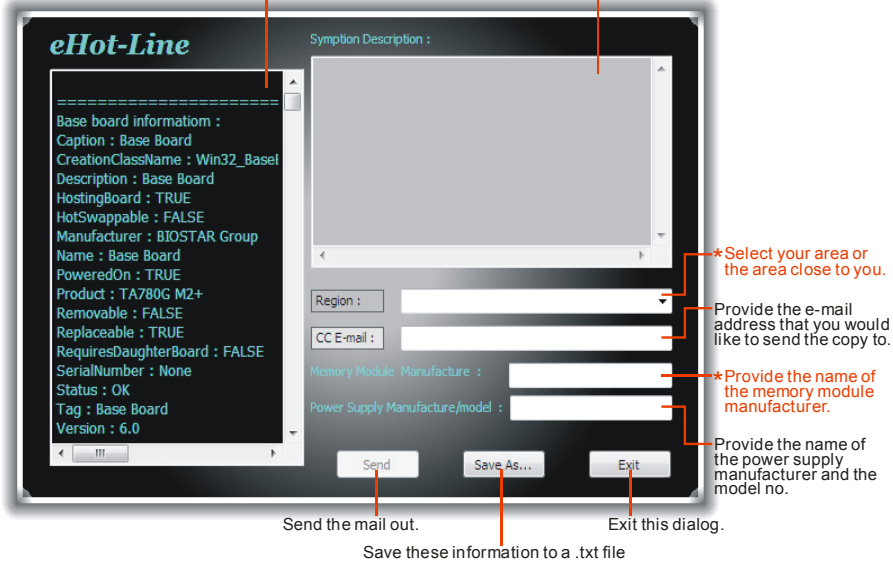 eHot-Line
======================
Base board informatiom :
Caption : Base Board
CreationClassName : Win32_BaseB
Description : Base Board
HostingBoard : TRUE
HotSwappable : FALSE
Manufacturer : BIOSTAR Group
Name : Base Board
PoweredOn : TRUE
Product : TA780G M2+
Removable : FALSE
Replaceable : TRUE
RequiresDaughterBoard : FALSE
SerialNumber : None
Status : OK
Tag : Base Board
Version : 6.0
Symption Description :
Region :
CC E-mail :
Memory Module Manufacture :
Power Supply Manufacture/model :
Send
Save As...
Exit
*Select your area or
the area close to you.
Provide the e-mail
address that you would
like to send the copy to.
*Provide the name of
the memory module
manufacturer.
Provide the name of
the power supply
manufacturer and the
model no.
Send the mail out.
Exit this dialog.
Save these information to a .txt file